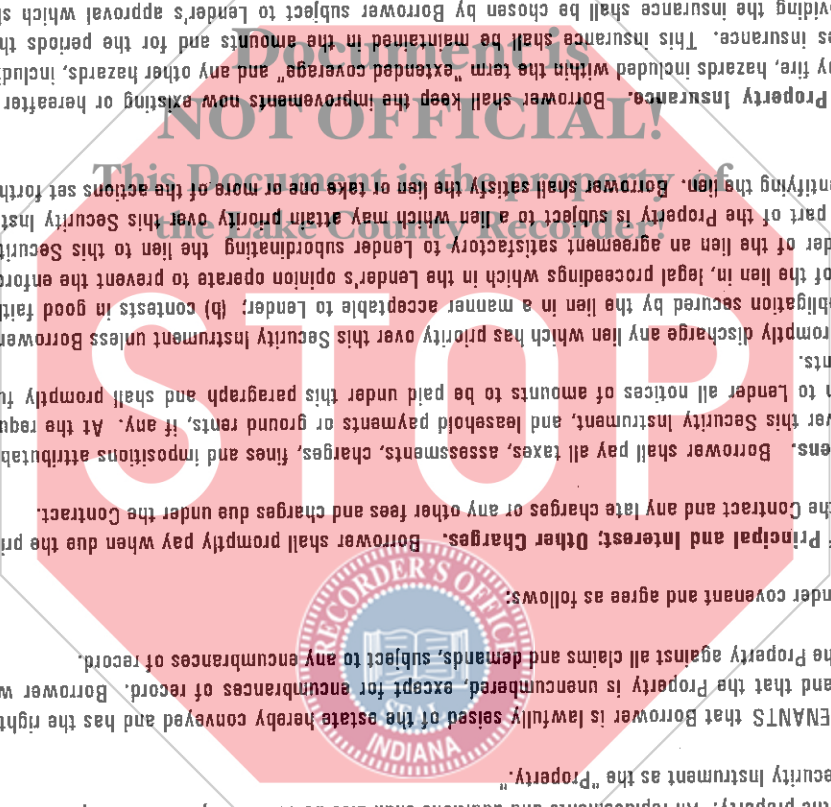 Document is
NOT OFFICIAL!
This Document is the property of
the Lake County Recorder!
STOP
RECORDER'S OFFICE
SEAL
INDIANA
Security Instrument as the "Property."
ENANTS that Borrower is lawfully seised of the estate hereby conveyed and has the right
and that the Property is unencumbered, except for encumbrances of record. Borrower w
he Property against all claims and demands, subject to any encumbrances of record.
nder covenant and agree as follows:
Principal and Interest; Other Charges. Borrower shall promptly pay when due the pri
he Contract and any late charges or any other fees and charges due under the Contract.
ens. Borrower shall pay all taxes, assessments, charges, fines and impositions attributab
ver this Security Instrument, and leasehold payments or ground rents, if any. At the reque
h to Lender all notices of amounts to be paid under this paragraph and shall promptly fu
nts.
romptly discharge any lien which has priority over this Security Instrument unless Borrower
obligation secured by the lien in a manner acceptable to Lender; (b) contests in good fait
of the lien in, legal proceedings which in the Lender's opinion operate to prevent the enforc
der of the lien an agreement satisfactory to Lender subordinating the lien to this Securit
part of the Property is subject to a lien which may attain priority over this Security Inst
entifying the lien. Borrower shall satisfy the lien or take one or more of the actions set forth
Property Insurance. Borrower shall keep the improvements now existing or hereafter
y fire, hazards included within the term "extended coverage" and any other hazards, includi
es insurance. This insurance shall be maintained in the amounts and for the periods th
viding the insurance shall be chosen by Borrower subject to Lender's approval which sh